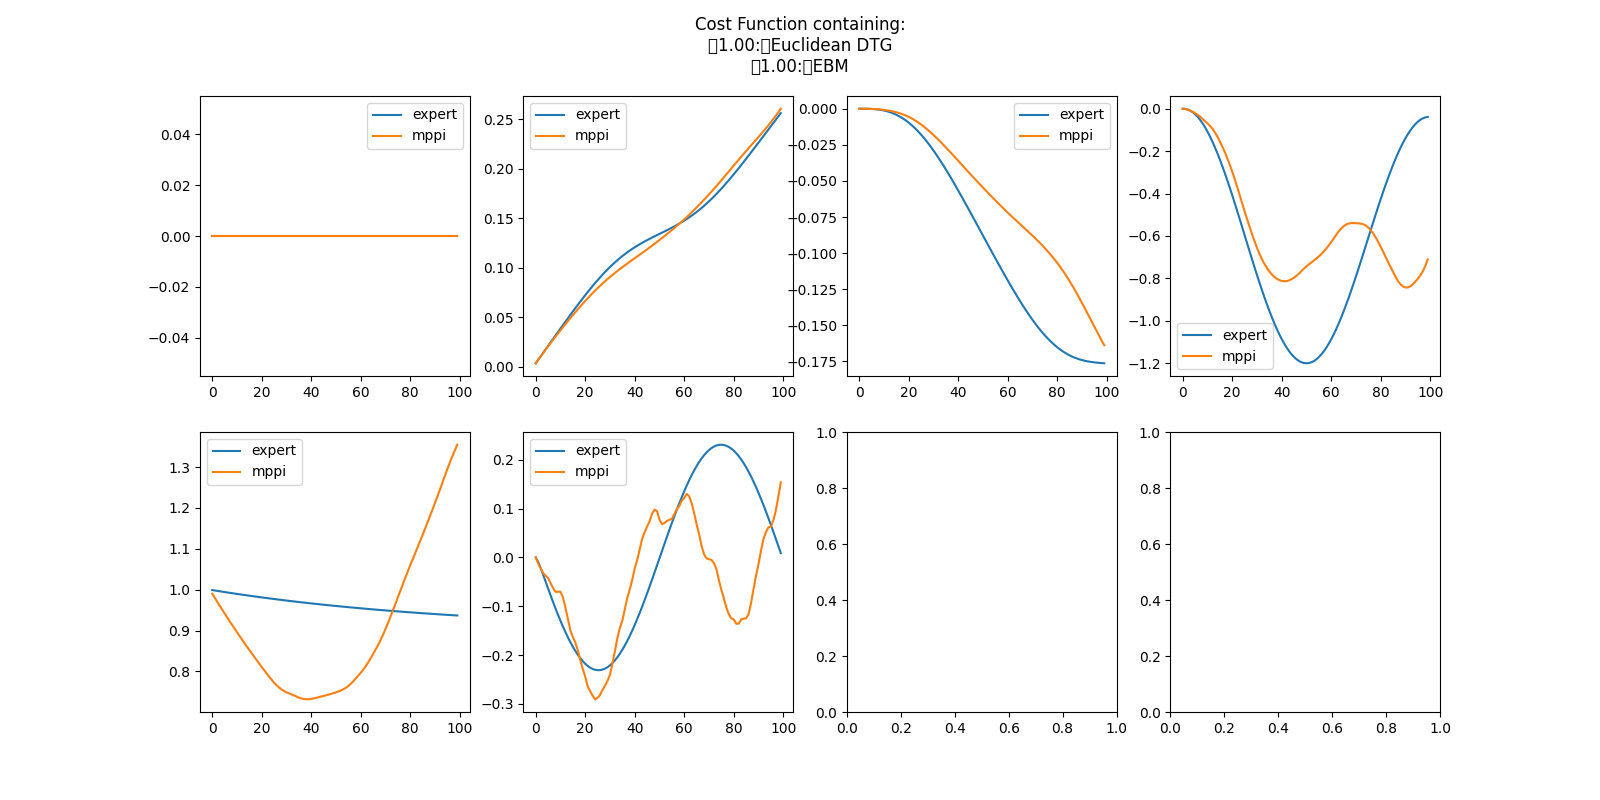 Cost Function containing:
1.00: Euclidean DTG
1.00: EBM
expert
mppi
0.04
0.02
0.00
−0.02
−0.04
0 20 40 60 80 100
expert
mppi
0.25
0.20
0.15
0.10
0.05
0.00
0 20 40 60 80 100
expert
mppi
0.000
−0.025
−0.050
−0.075
−0.100
−0.125
−0.150
−0.175
0 20 40 60 80 100
expert
mppi
0.0
−0.2
−0.4
−0.6
−0.8
−1.0
−1.2
0 20 40 60 80 100
expert
mppi
1.3
1.2
1.1
1.0
0.9
0.8
0 20 40 60 80 100
expert
mppi
0.2
0.1
0.0
−0.1
−0.2
−0.3
0 20 40 60 80 100
1.0
0.8
0.6
0.4
0.2
0.0
0.0 0.2 0.4 0.6 0.8 1.0
1.0
0.8
0.6
0.4
0.2
0.0
0.0 0.2 0.4 0.6 0.8 1.0